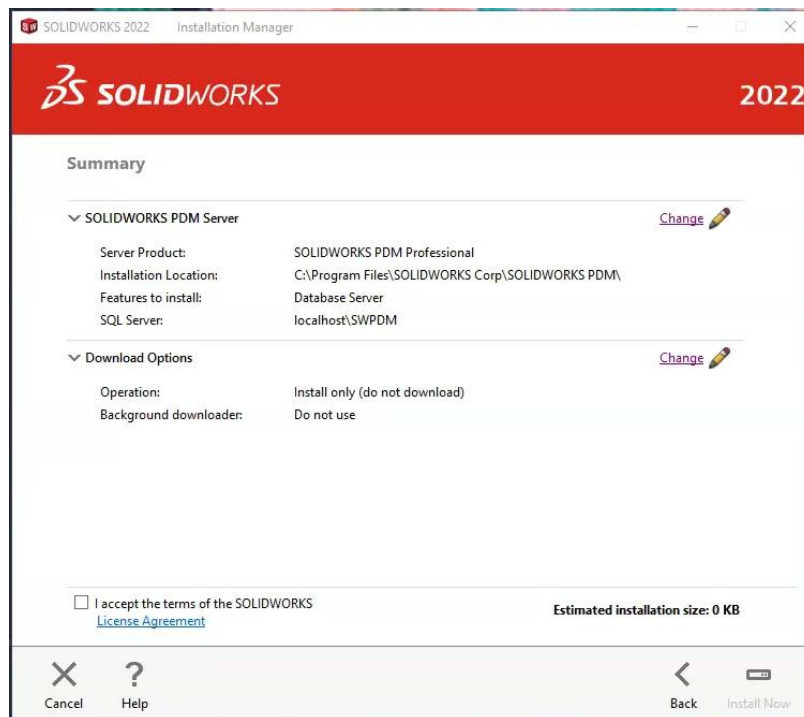 SOLIDWORKS 2022 Installation Manager
SOLIDWORKS 2022
Summary
SOLIDWORKS PDM Server Change
Server Product: SOLIDWORKS PDM Professional
Installation Location: C:\Program Files\SOLIDWORKS Corp\SOLIDWORKS PDM\
Features to install: Database Server
SQL Server: localhost\SWPDM
Download Options Change
Operation: Install only (do not download)
Background downloader: Do not use
I accept the terms of the SOLIDWORKS
License Agreement
Estimated installation size: 0 KB
Cancel Help Back Install Now